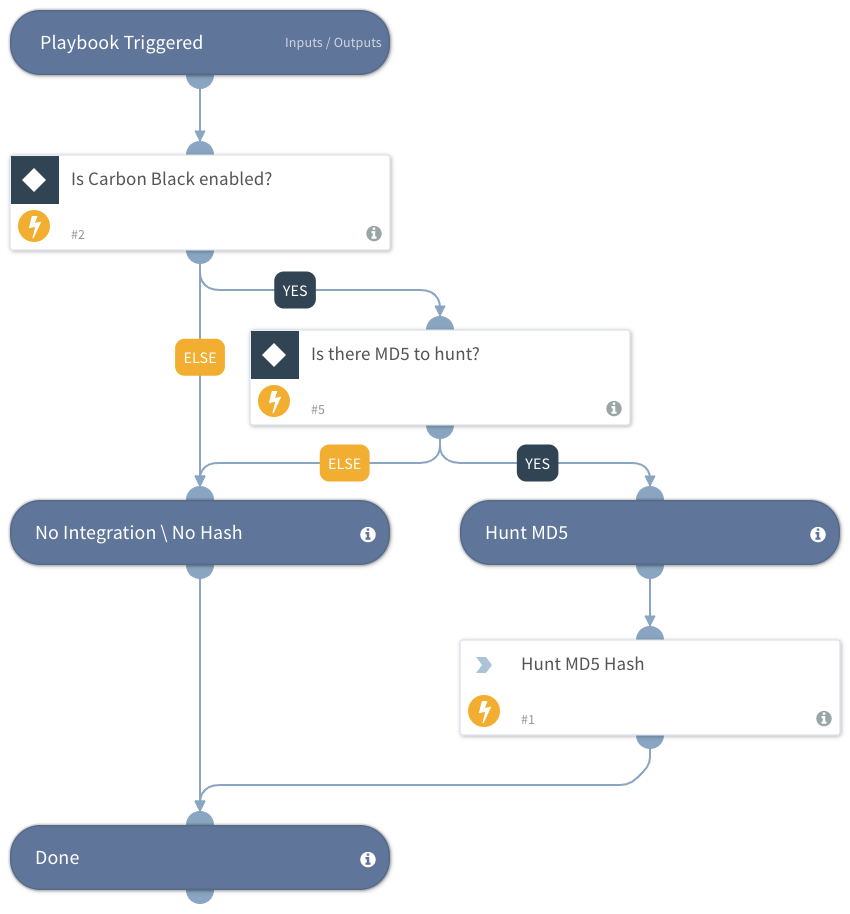 Playbook Triggered Inputs / Outputs
Is Carbon Black enabled?
#2
YES
ELSE
Is there MD5 to hunt?
#5
ELSE
YES
No Integration \ No Hash
Hunt MD5
Hunt MD5 Hash
#1
Done